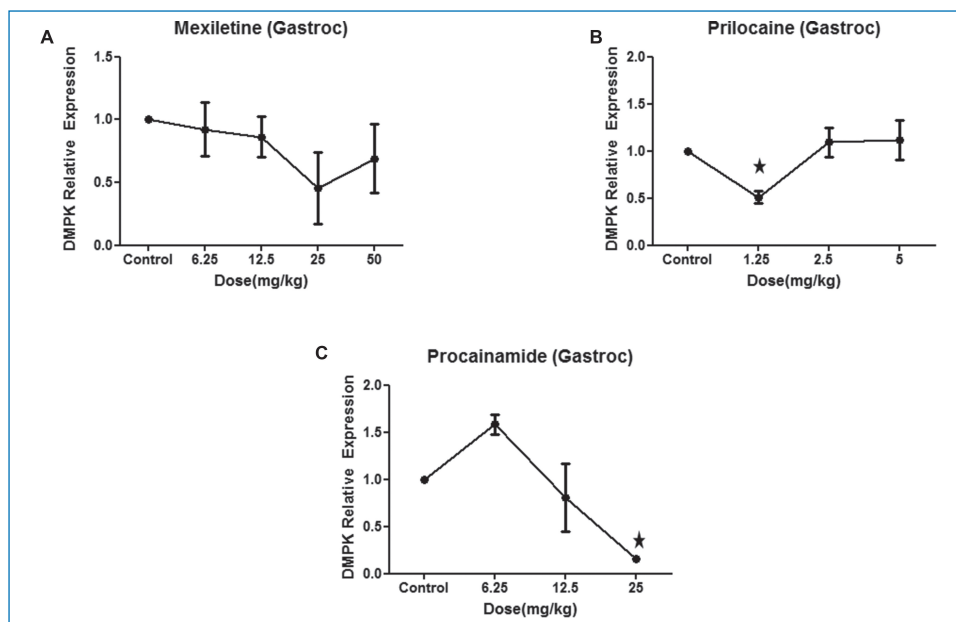 A
Mexiletine (Gastroc)
DMPK Relative Expression
1.5
1.0
0.5
0.0
Control 6.25 12.5 25 50
Dose(mg/kg)
B
Prilocaine (Gastroc)
DMPK Relative Expression
2.0
1.5
1.0
0.5
0.0
Control 1.25 2.5 5
Dose(mg/kg)
C
Procainamide (Gastroc)
DMPK Relative Expression
2.0
1.5
1.0
0.5
0.0
Control 6.25 12.5 25
Dose(mg/kg)